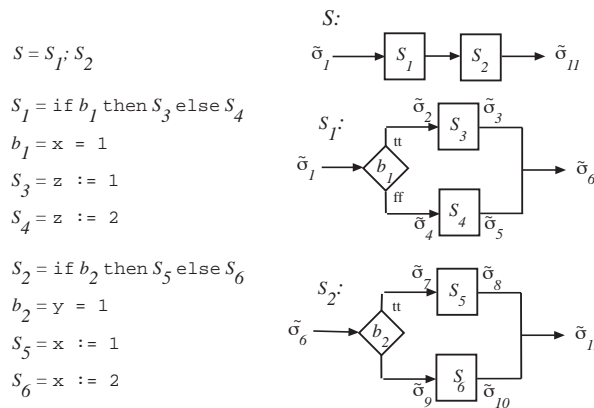 S:
S = S₁; S₂
σ̃₁ S₁ S₂ σ̃₁₁
S₁ = if b₁ then S₃ else S₄
b₁ = x = 1
S₃ = z := 1
S₄ = z := 2
S₁:
σ̃₂ S₃ σ̃₃
tt
σ̃₁ b₁ σ̃₆
ff
σ̃₄ S₄ σ̃₅
S₂ = if b₂ then S₅ else S₆
b₂ = y = 1
S₅ = x := 1
S₆ = x := 2
S₂:
σ̃₇ S₅ σ̃₈
tt
σ̃₆ b₂ σ̃₁
ff
σ̃₉ S₆ σ̃₁₀